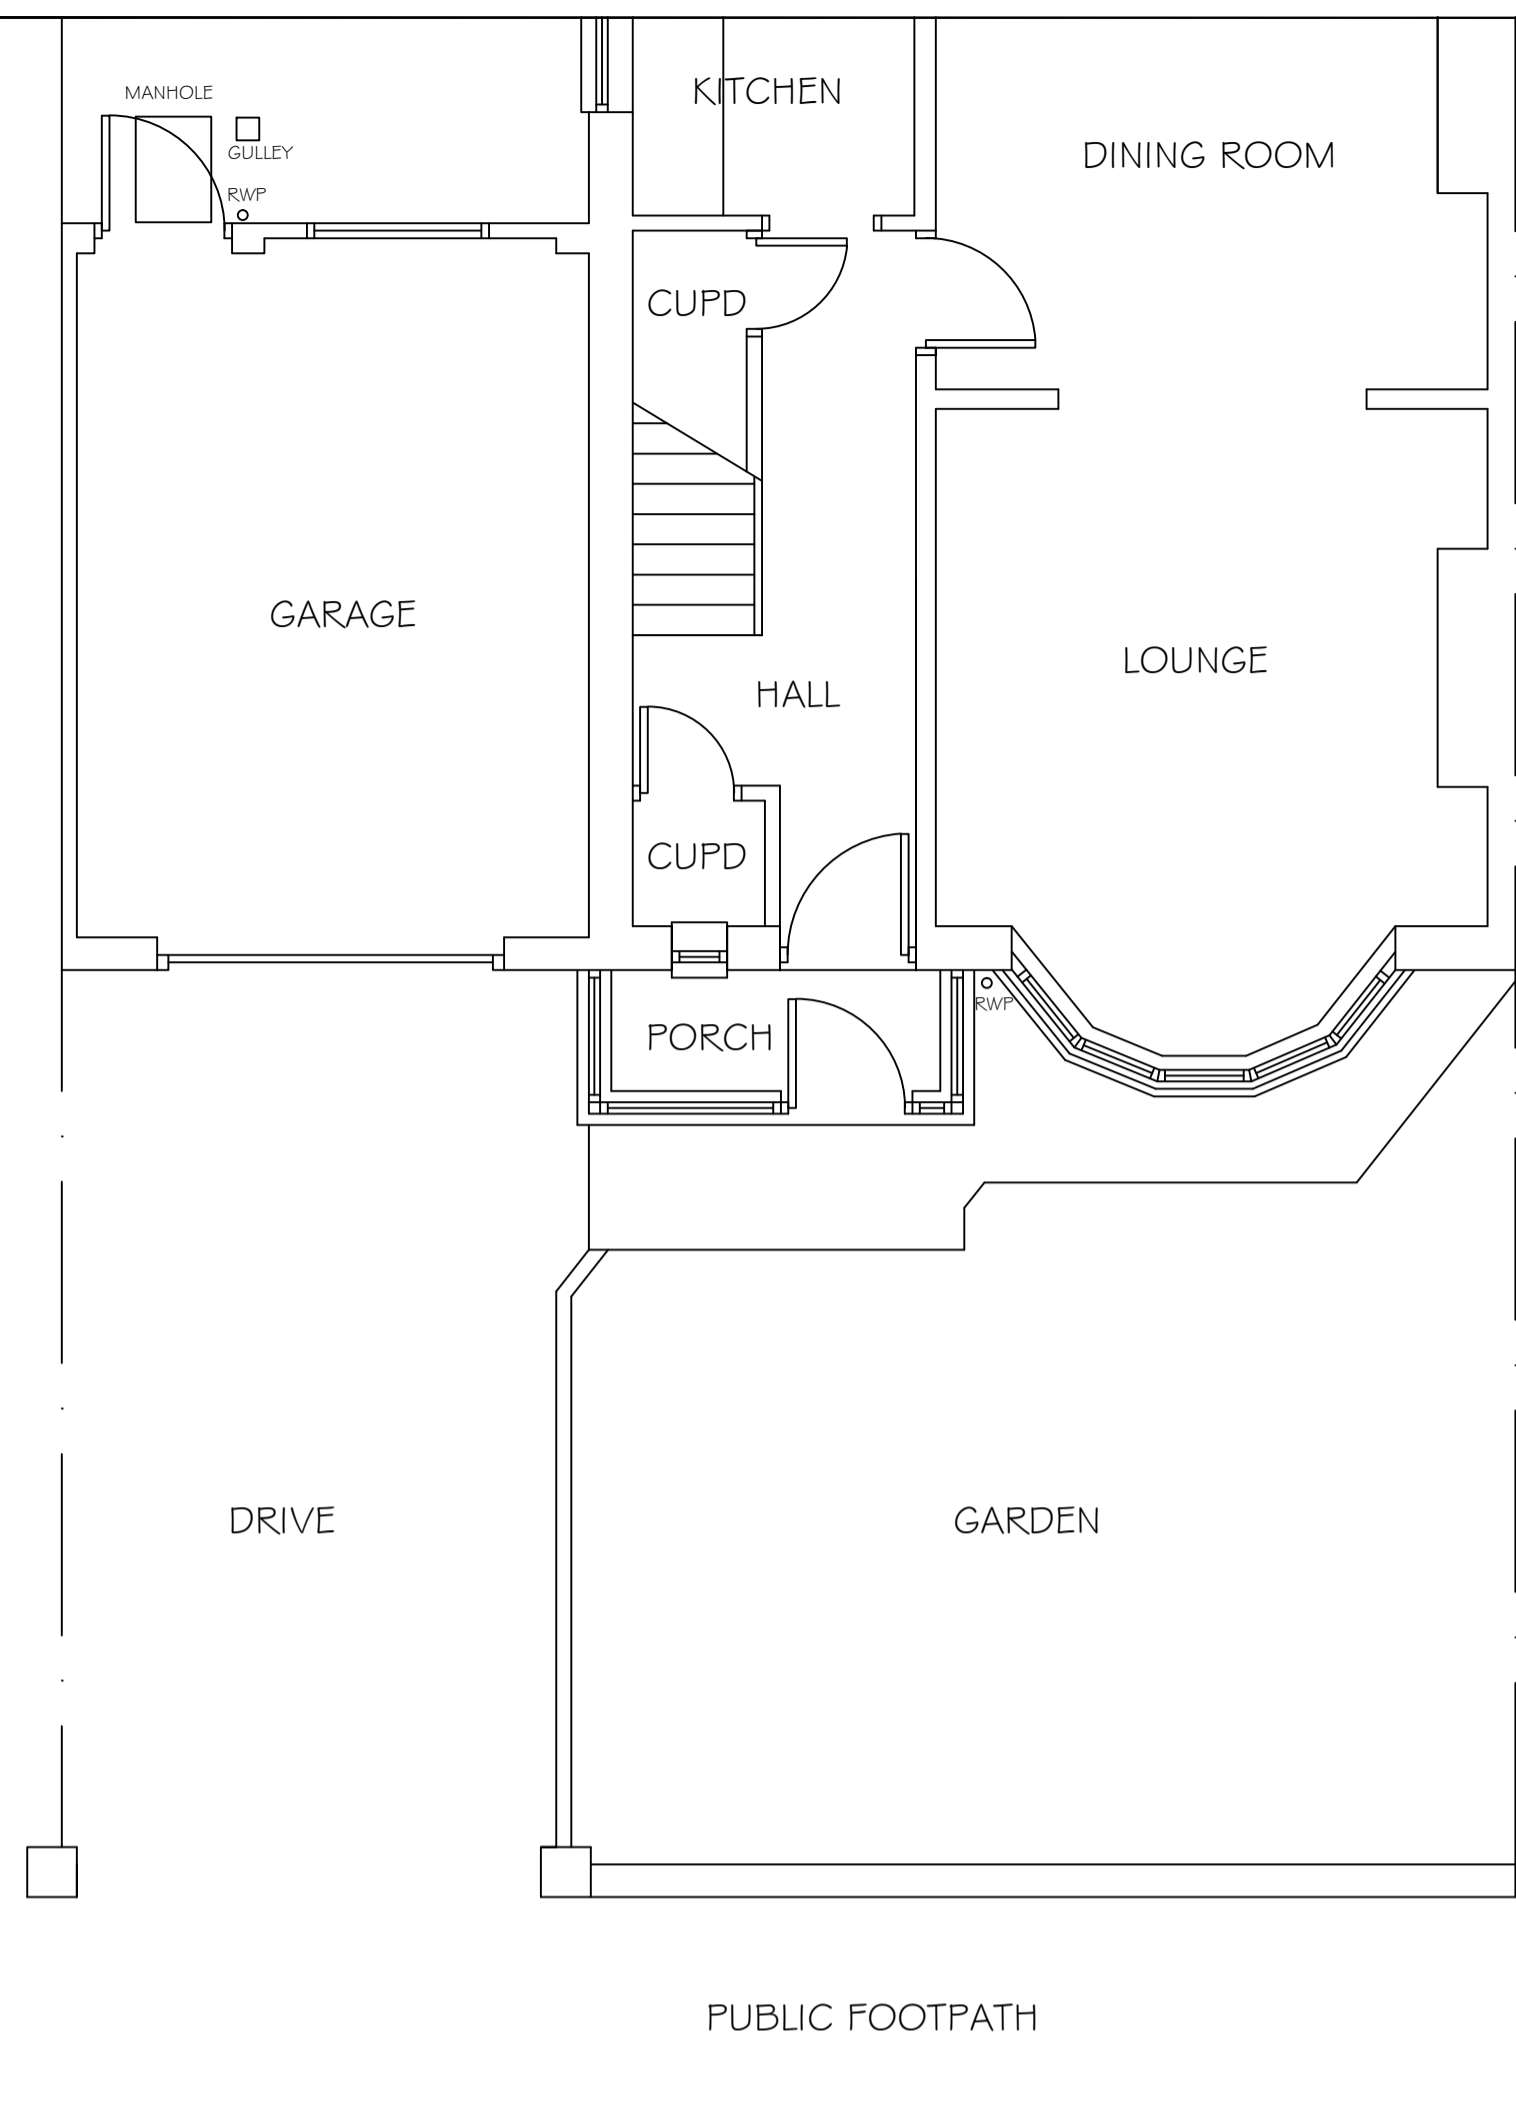 KITCHEN
MANHOLE
DINING ROOM
GULLEY
RWP
CUPD
GARAGE
LOUNGE
HALL
CUPD
RWP
PORCH
DRIVE
GARDEN
PUBLIC FOOTPATH